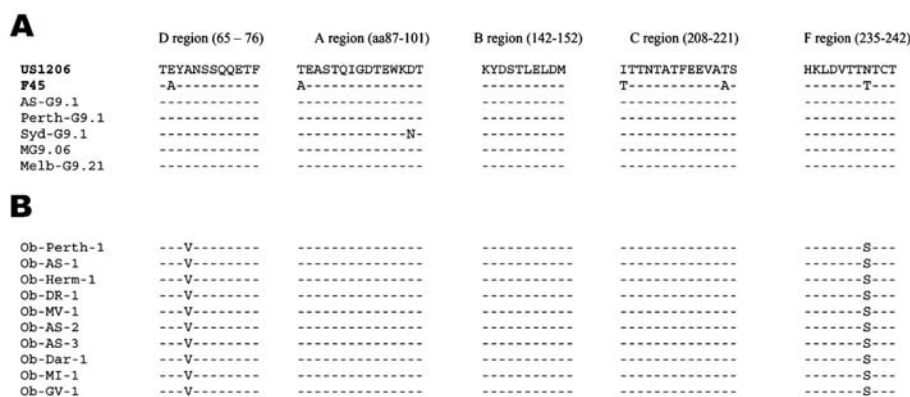 A
D region (65 – 76) A region (aa87-101) B region (142-152) C region (208-221) F region (235-242)
US1206 TEYANSSQQETF TEASTQIGDTEWKDT KYDSTLELDM ITTNTATFEEVATS HKLDVTTNTCT
F45 -A---------- A-------------- ---------- T-----------A- -------T---
AS-G9.1 ------------ --------------- ---------- -------------- -----------
Perth-G9.1 ------------ --------------- ---------- -------------- -----------
Syd-G9.1 ------------ -------------N- ---------- -------------- -----------
MG9.06 ------------ --------------- ---------- -------------- -----------
Melb-G9.21 ------------ --------------- ---------- -------------- -----------
B
Ob-Perth-1 ---V-------- --------------- ----------- -------------- -------S---
Ob-AS-1 ---V-------- --------------- ----------- -------------- -------S---
Ob-Herm-1 ---V-------- --------------- ----------- -------------- -------S---
Ob-DR-1 ---V-------- --------------- ----------- -------------- -------S---
Ob-MV-1 ---V-------- --------------- ----------- -------------- -------S---
Ob-AS-2 ---V-------- --------------- ----------- -------------- -------S---
Ob-AS-3 ---V-------- --------------- ----------- -------------- -------S---
Ob-Dar-1 ---V-------- --------------- ----------- -------------- -------S---
Ob-MI-1 ---V-------- --------------- ----------- -------------- -------S---
Ob-GV-1 ---V-------- --------------- ----------- -------------- -------S---